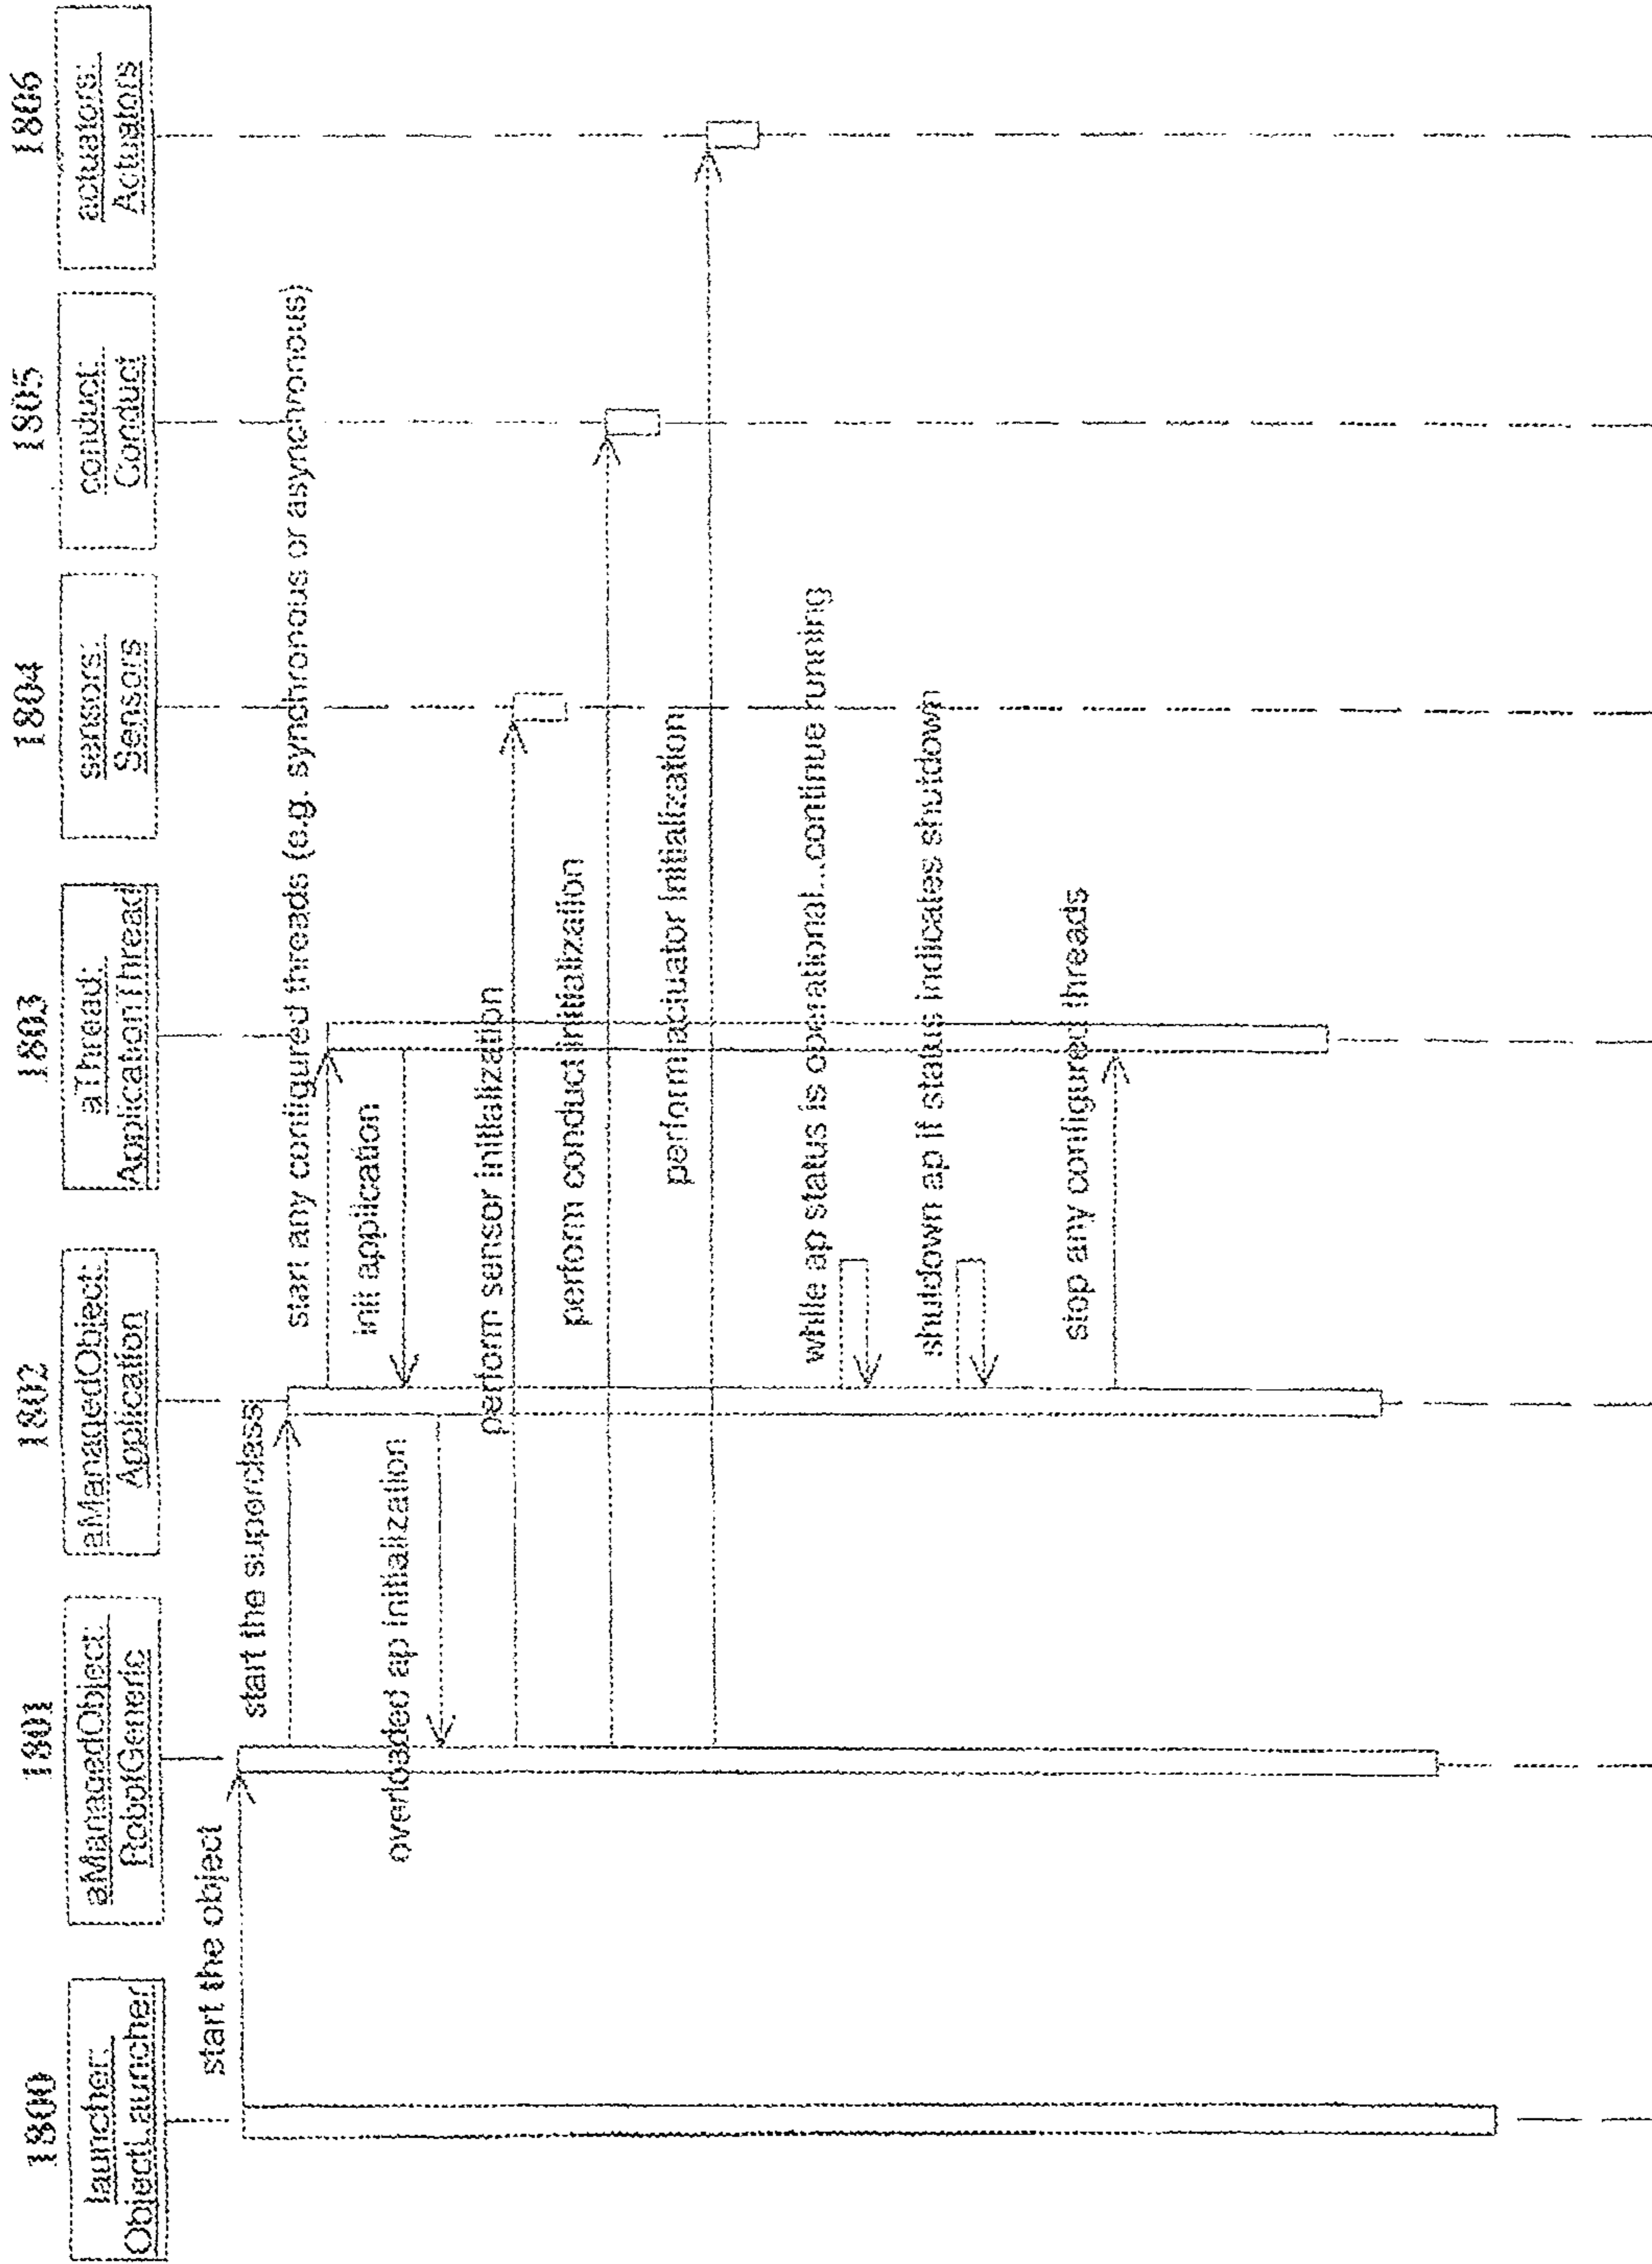 1800
launcher:
ObjectLauncher
1801
aManagedObject:
RobotGeneric
1802
aManagedObject:
Application
1803
aThread:
ApplicationThread
1804
sensors:
Sensors
1805
conduct:
Conduct
1806
actuators:
Actuators
start the object
start the superclass
start any configured threads (e.g. synchronous or asynchronous)
init application
overloaded ap initialization
perform sensor initialization
perform conduct initialization
perform actuator initialization
while ap status is operational...continue running
shutdown ap if status indicates shutdown
stop any configured threads